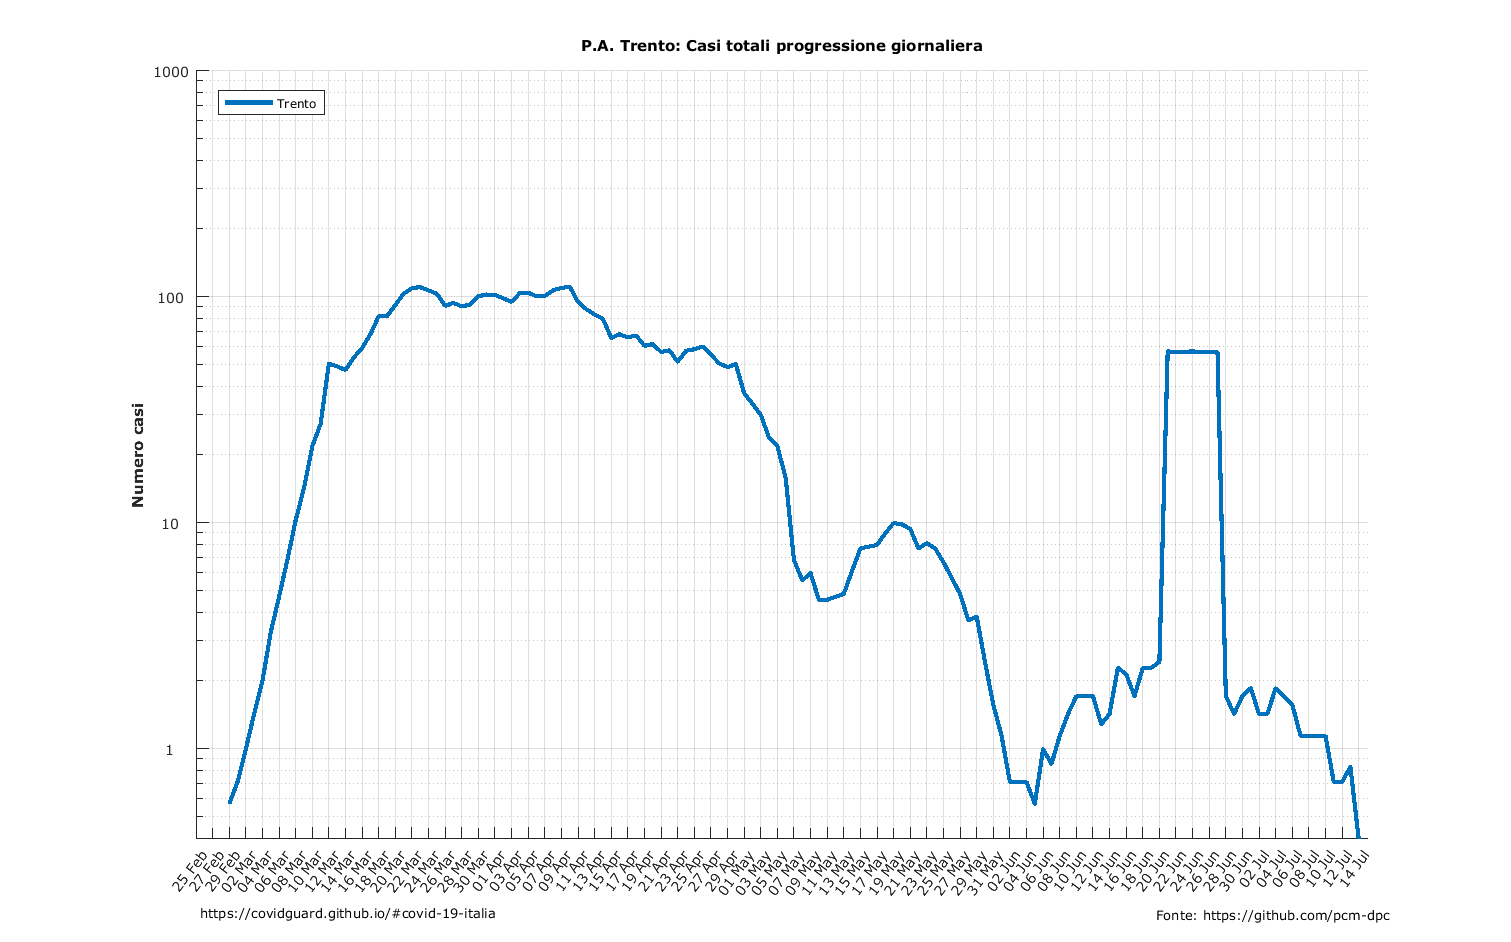 P.A. Trento: Casi totali progressione giornaliera
1000
Trento
100
Numero casi
10
1
25 Feb
27 Feb
29 Feb
02 Mar
04 Mar
06 Mar
08 Mar
10 Mar
12 Mar
14 Mar
16 Mar
18 Mar
20 Mar
22 Mar
24 Mar
26 Mar
28 Mar
30 Mar
01 Apr
03 Apr
05 Apr
07 Apr
09 Apr
11 Apr
13 Apr
15 Apr
17 Apr
19 Apr
21 Apr
23 Apr
25 Apr
27 Apr
29 Apr
01 May
03 May
05 May
07 May
09 May
11 May
13 May
15 May
17 May
19 May
21 May
23 May
25 May
27 May
29 May
31 May
02 Jun
04 Jun
06 Jun
08 Jun
10 Jun
12 Jun
14 Jun
16 Jun
18 Jun
20 Jun
22 Jun
24 Jun
26 Jun
28 Jun
30 Jun
02 Jul
04 Jul
06 Jul
08 Jul
10 Jul
12 Jul
14 Jul
https://covidguard.github.io/#covid-19-italia
Fonte: https://github.com/pcm-dpc